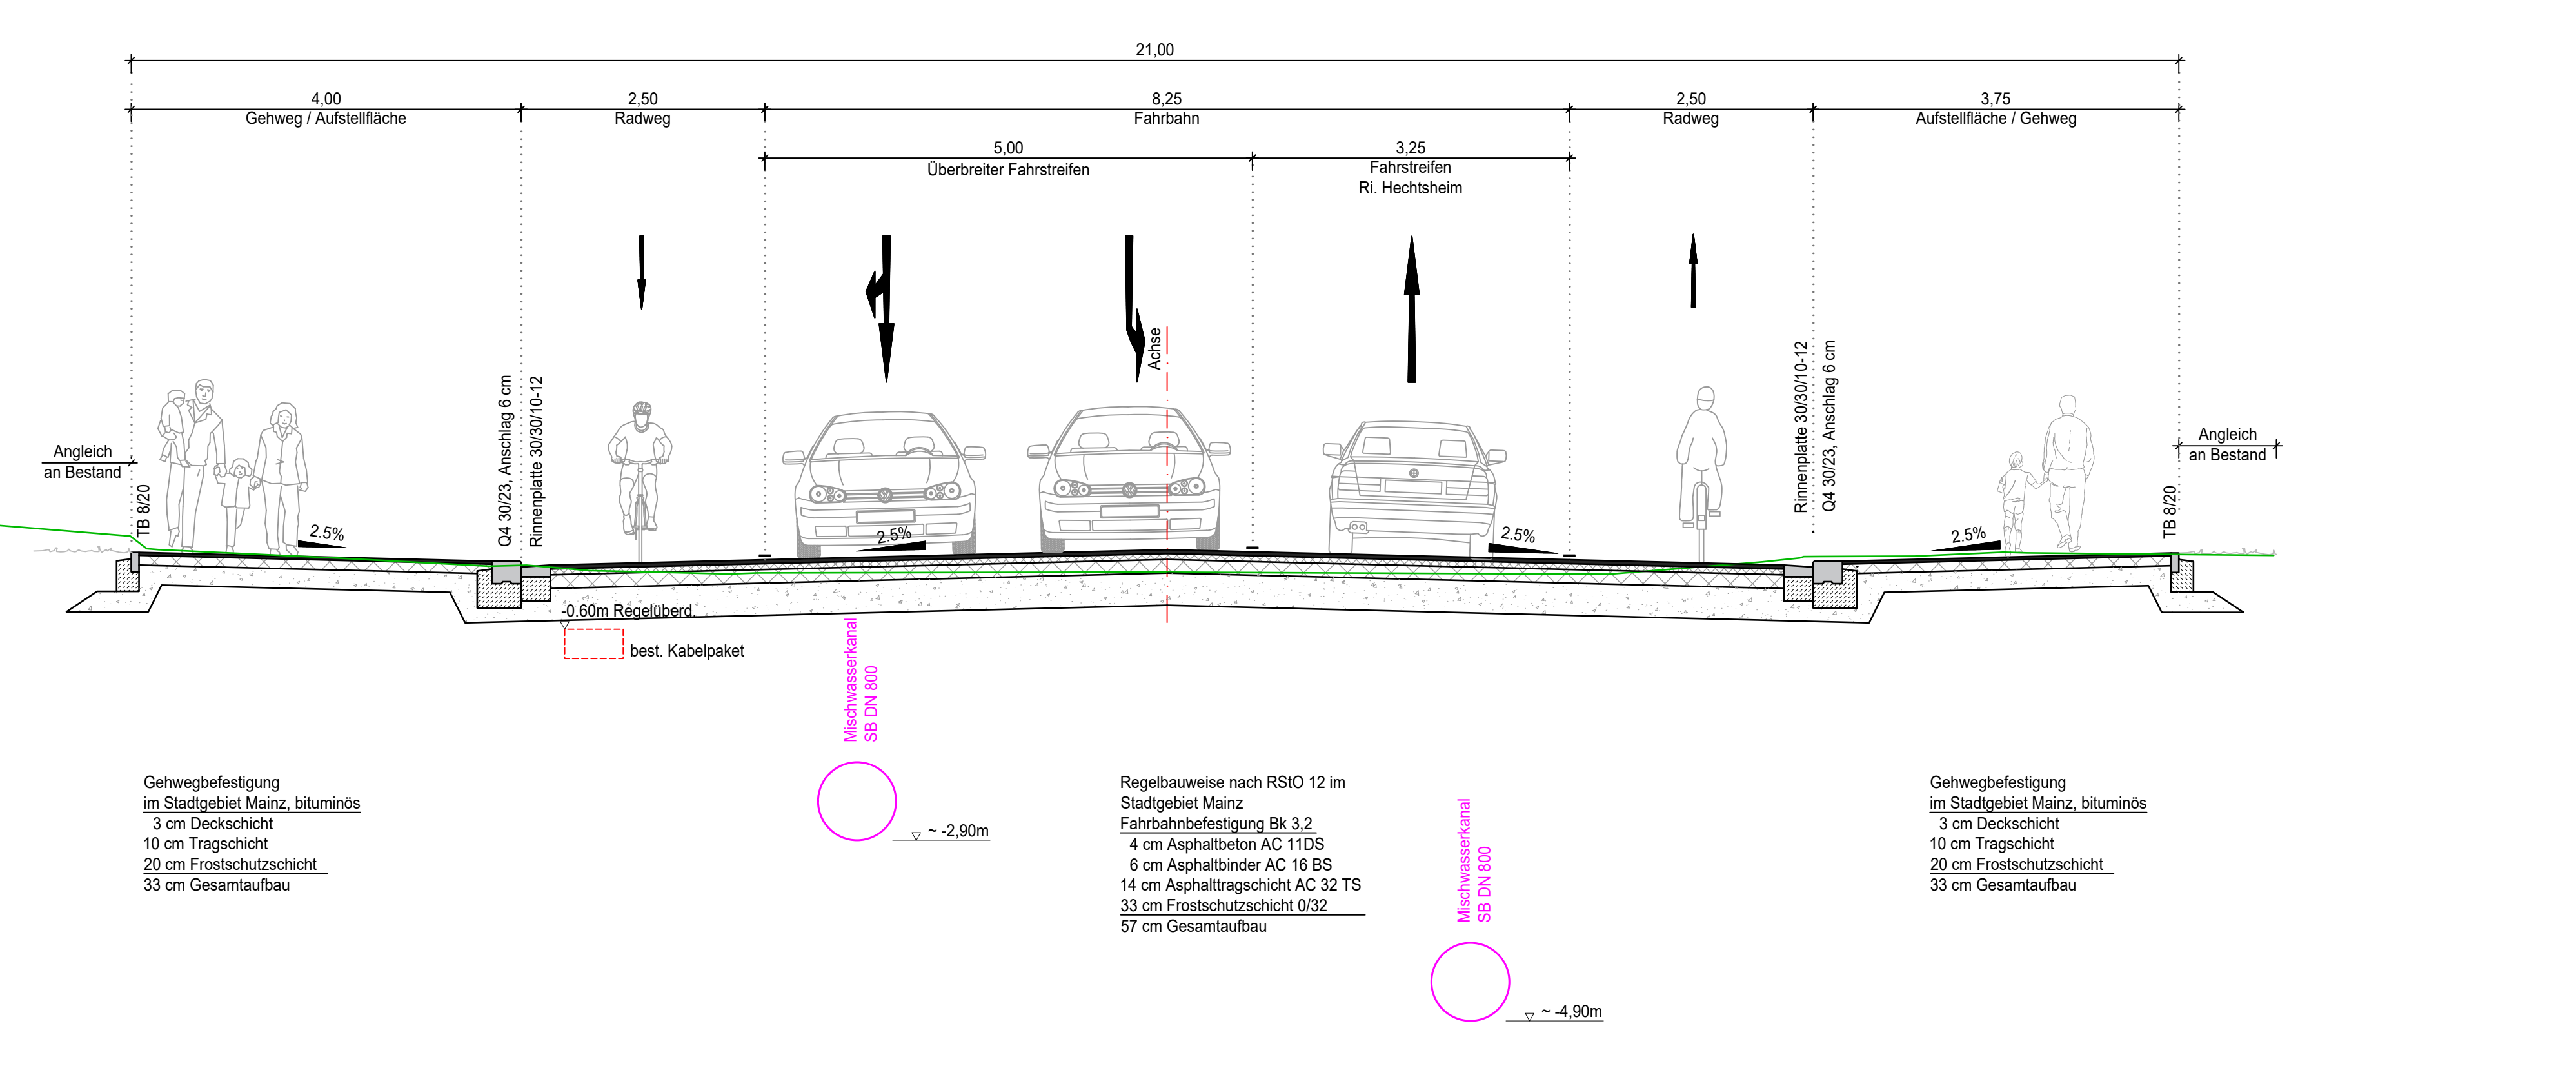 21,00
4,00
Gehweg / Aufstellfläche
2,50
Radweg
8,25
Fahrbahn
2,50
Radweg
3,75
Aufstellfläche / Gehweg
5,00
Überbreiter Fahrstreifen
3,25
Fahrstreifen
Ri. Hechtsheim
Achse
Angleich
an Bestand
TB 8/20
2.5%
Q4 30/23, Anschlag 6 cm
Rinnenplatte 30/30/10-12
2.5%
2.5%
Rinnenplatte 30/30/10-12
Q4 30/23, Anschlag 6 cm
2.5%
TB 8/20
Angleich
an Bestand
-0.60m Regelüberd.
best. Kabelpaket
Mischwasserkanal
SB DN 800
~ -2,90m
Gehwegbefestigung
im Stadtgebiet Mainz, bituminös
3 cm Deckschicht
10 cm Tragschicht
20 cm Frostschutzschicht
33 cm Gesamtaufbau
Regelbauweise nach RStO 12 im
Stadtgebiet Mainz
Fahrbahnbefestigung Bk 3,2
4 cm Asphaltbeton AC 11DS
6 cm Asphaltbinder AC 16 BS
14 cm Asphalttragschicht AC 32 TS
33 cm Frostschutzschicht 0/32
57 cm Gesamtaufbau
Mischwasserkanal
SB DN 800
~ -4,90m
Gehwegbefestigung
im Stadtgebiet Mainz, bituminös
3 cm Deckschicht
10 cm Tragschicht
20 cm Frostschutzschicht
33 cm Gesamtaufbau